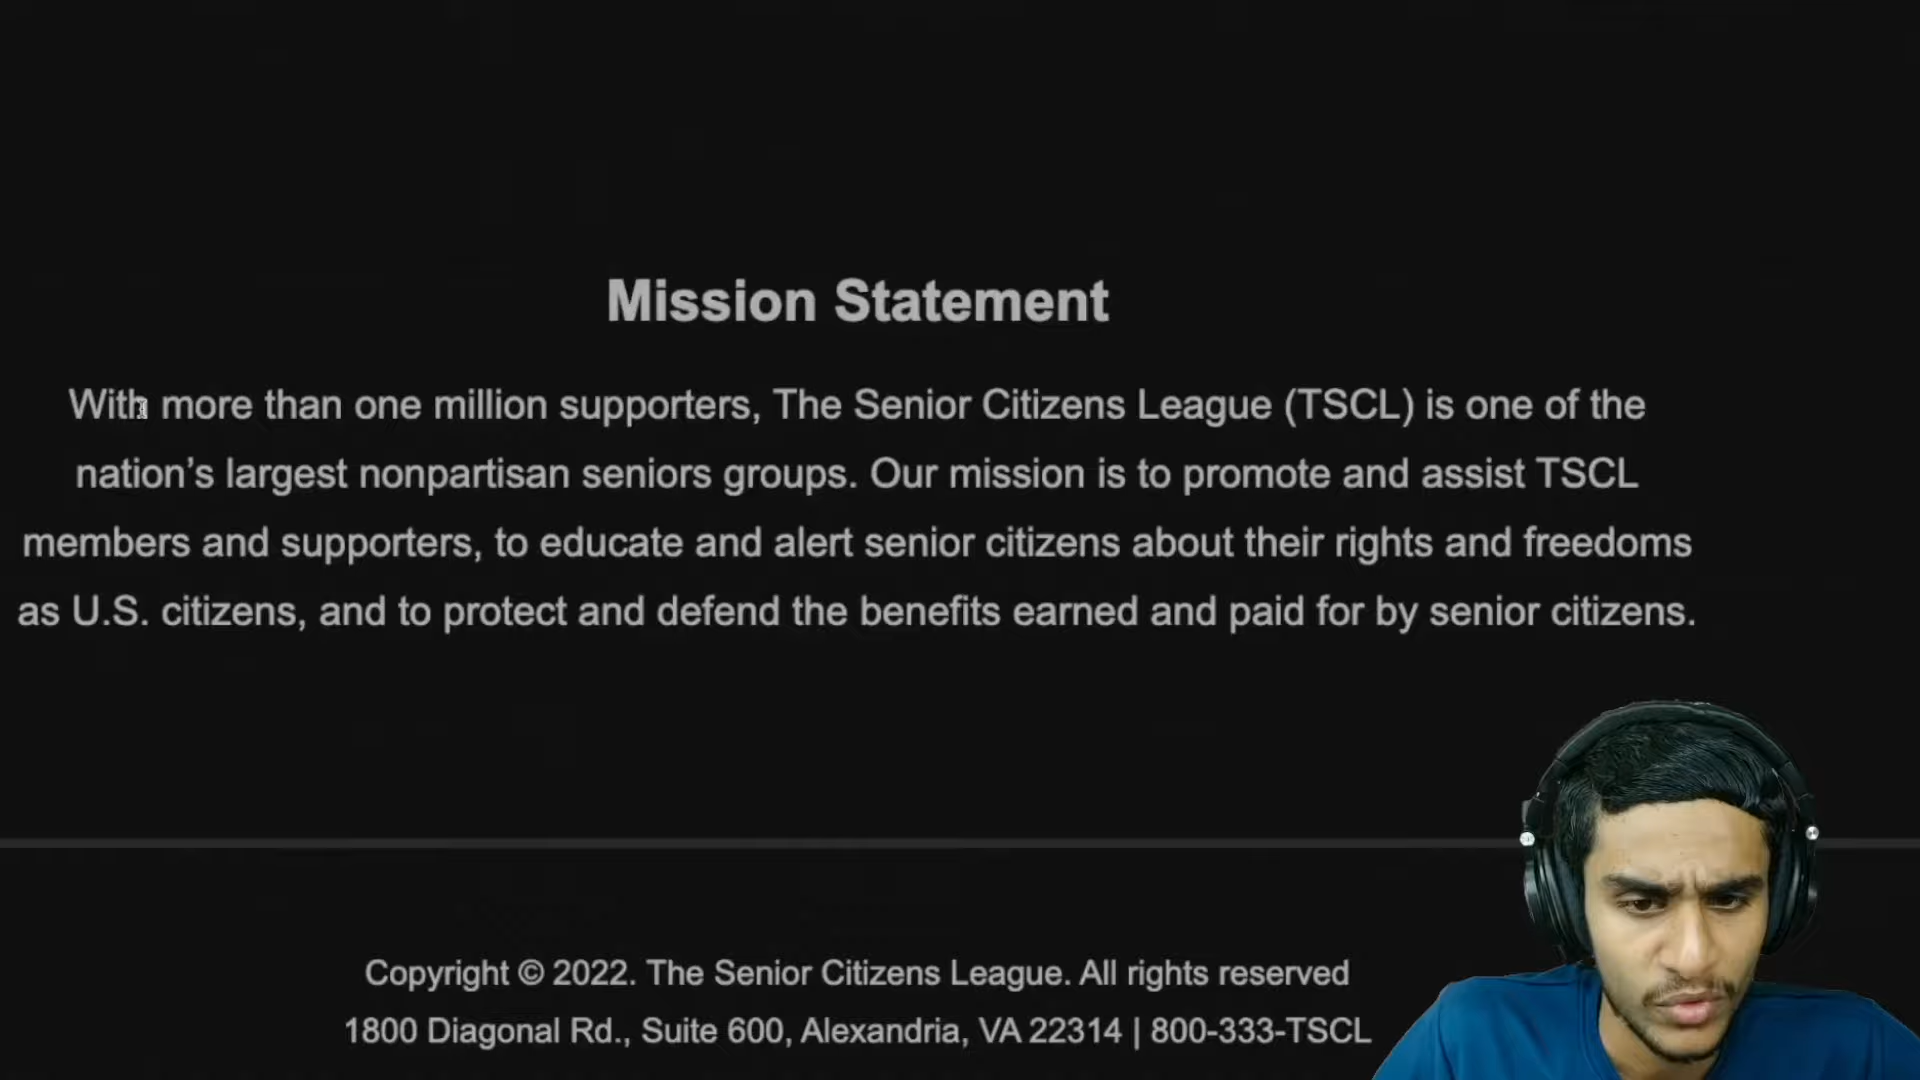 Mission Statement
With more than one million supporters, The Senior Citizens League (TSCL) is one of the
nation’s largest nonpartisan seniors groups. Our mission is to promote and assist TSCL
members and supporters, to educate and alert senior citizens about their rights and freedoms
as U.S. citizens, and to protect and defend the benefits earned and paid for by senior citizens.
Copyright © 2022. The Senior Citizens League. All rights reserved
1800 Diagonal Rd., Suite 600, Alexandria, VA 22314 | 800-333-TSCL